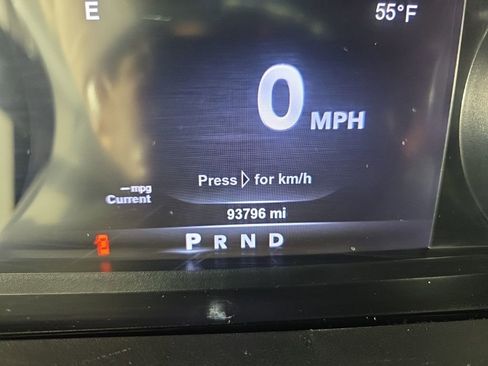 E 55°F
0 MPH
Press ▷ for km/h
--mpg
Current
93796 mi
P R N D